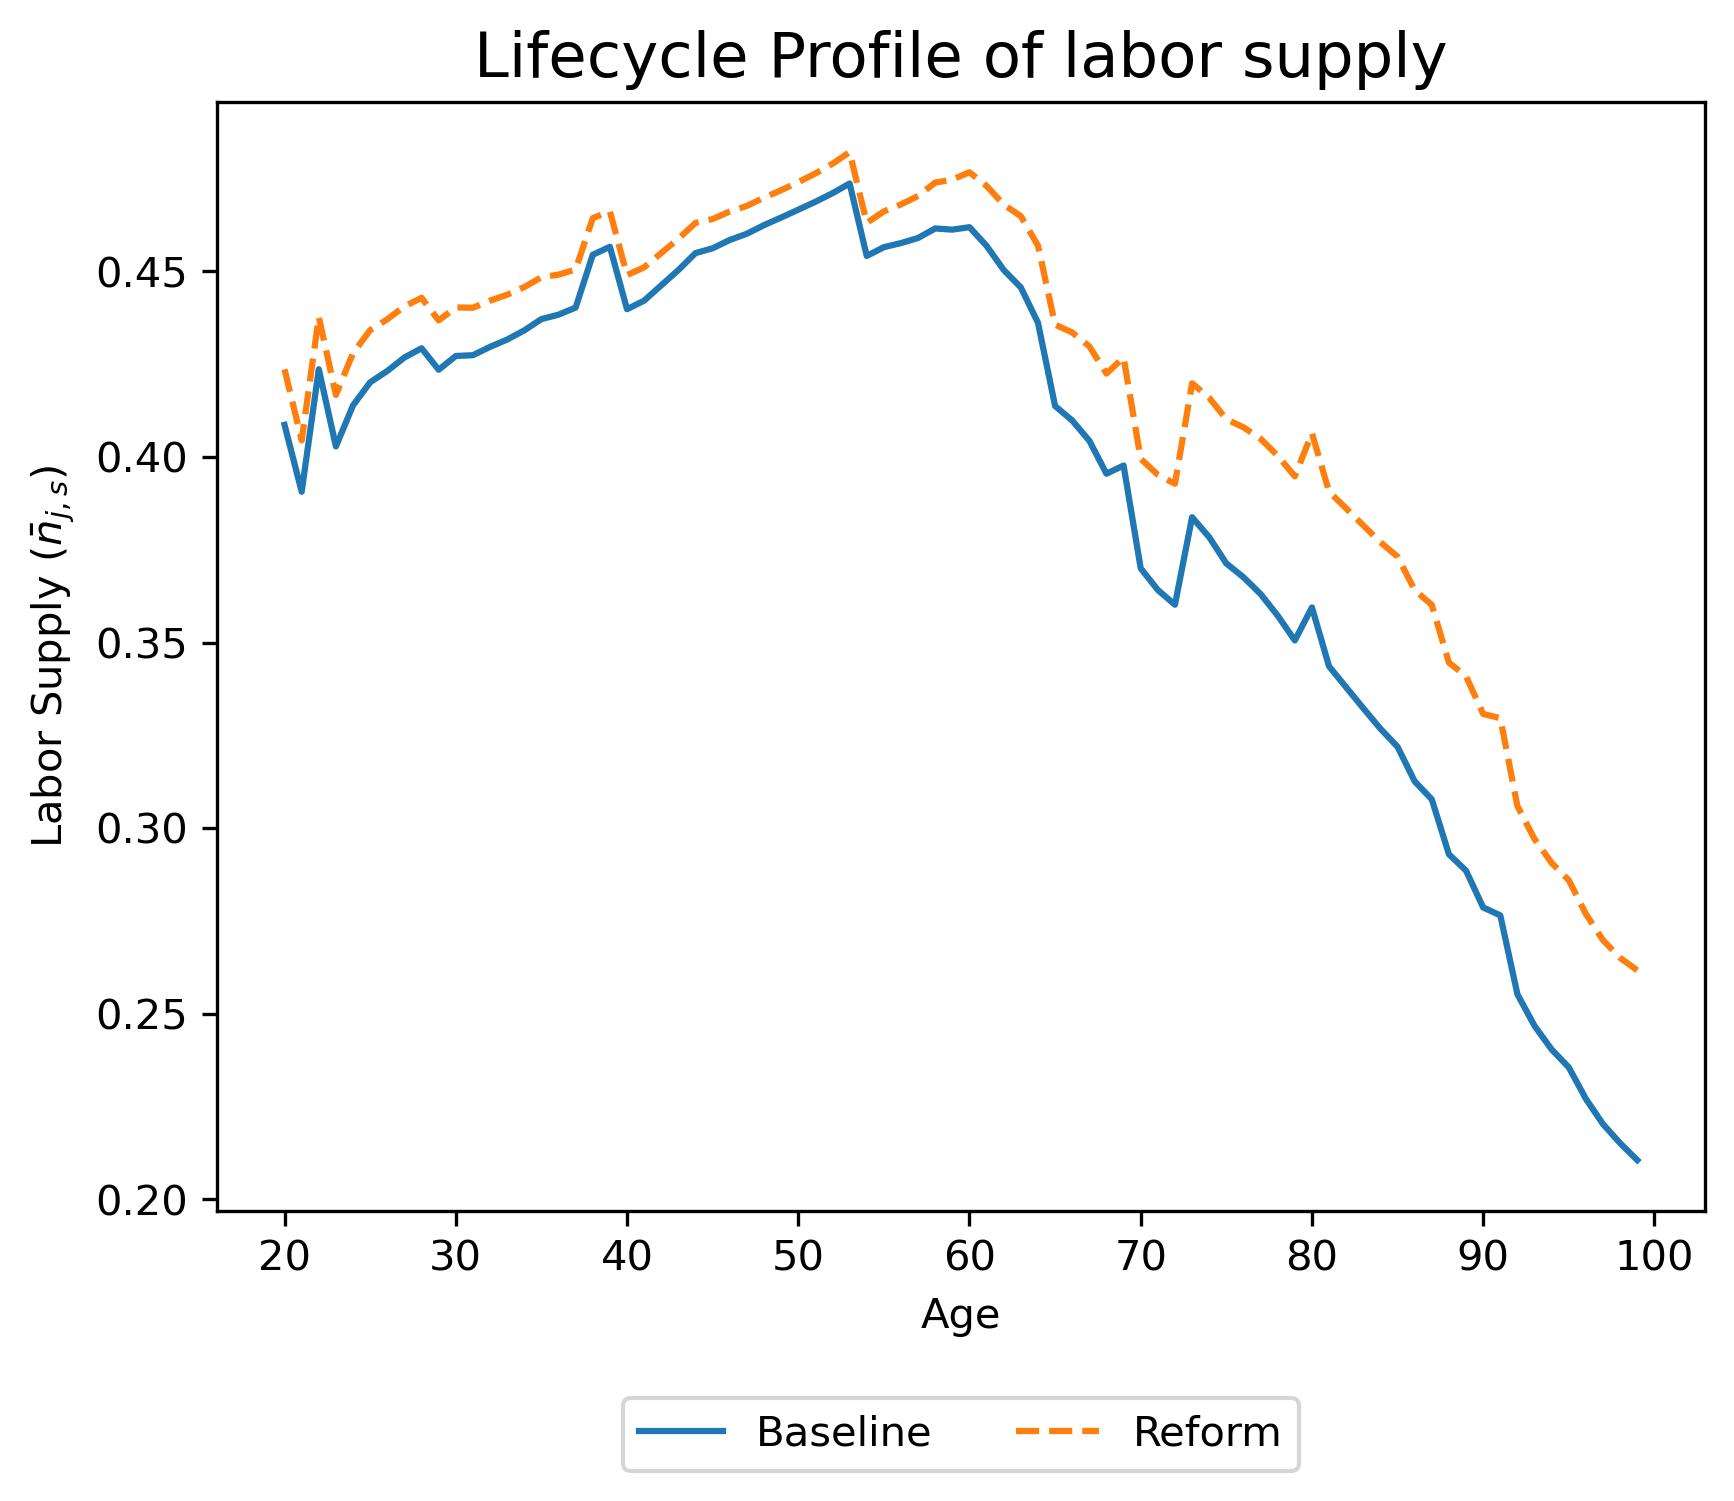 Lifecycle Profile of labor supply
Labor Supply (n̄j,s)
0.45
0.40
0.35
0.30
0.25
0.20
20 30 40 50 60 70 80 90 100
Age
Baseline Reform